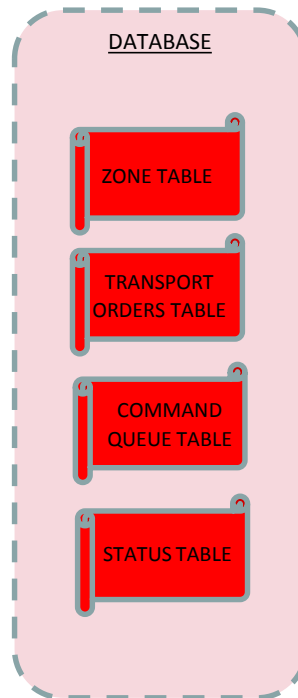 DATABASE
ZONE TABLE
TRANSPORT
ORDERS TABLE
COMMAND
QUEUE TABLE
STATUS TABLE